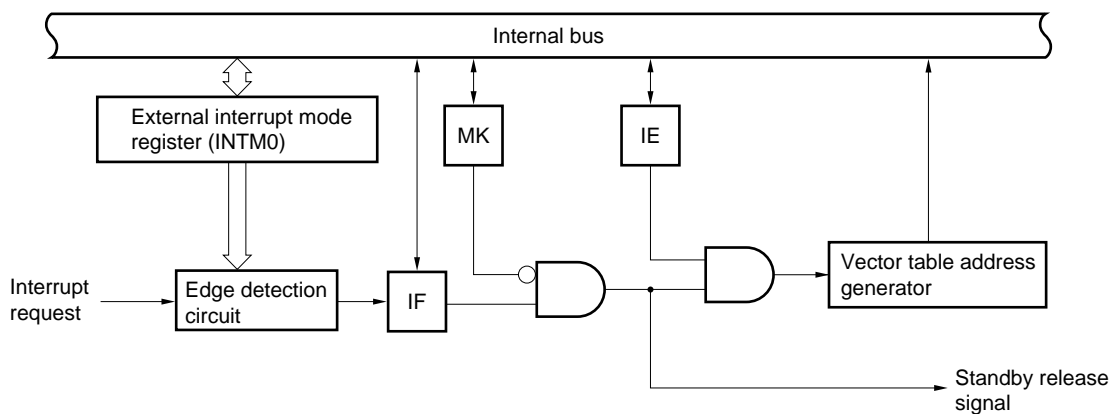 Internal bus
External interrupt mode
register (INTM0)
MK
IE
Interrupt
request
Edge detection
circuit
IF
Vector table address
generator
Standby release
signal